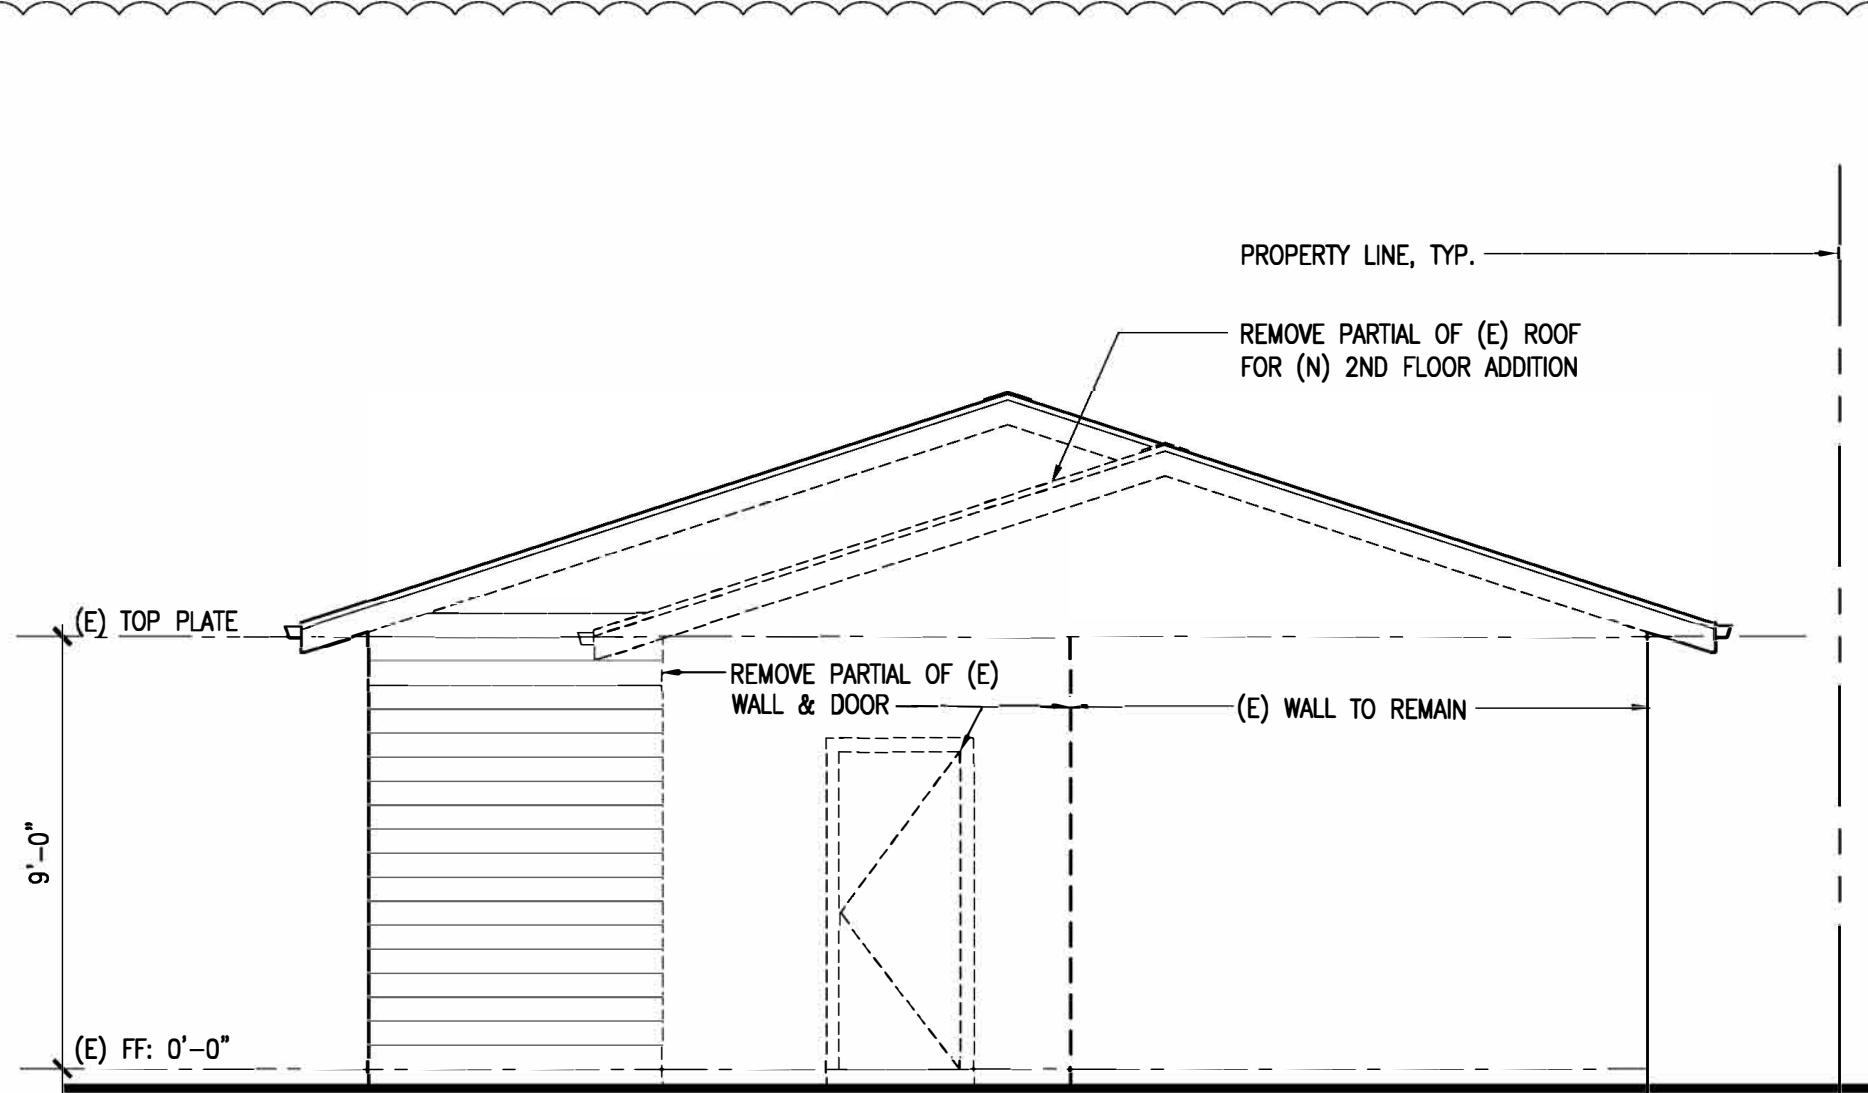 PROPERTY LINE, TYP.
REMOVE PARTIAL OF (E) ROOF
FOR (N) 2ND FLOOR ADDITION
(E) TOP PLATE
REMOVE PARTIAL OF (E)
WALL & DOOR
(E) WALL TO REMAIN
9'-0"
(E) FF: 0'-0"